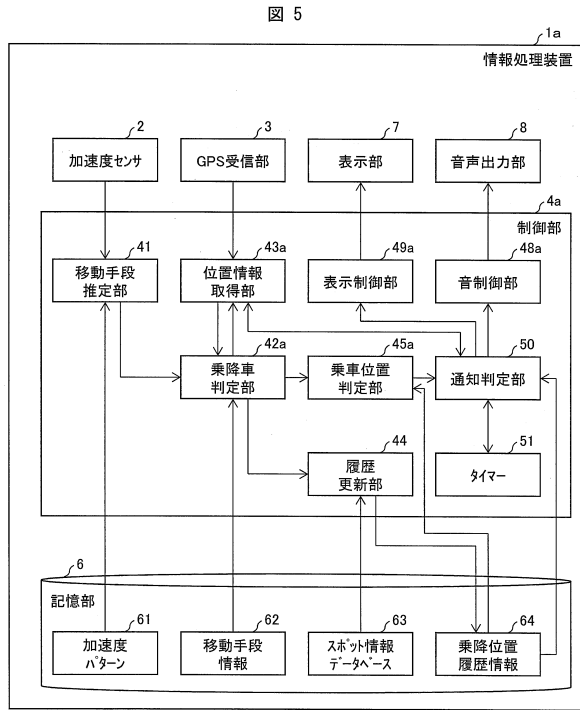 図 5
1a
情報処理装置
2
3
7
8
加速度センサ
GPS受信部
表示部
音声出力部
4a
制御部
41
43a
49a
48a
移動手段
推定部
位置情報
取得部
表示制御部
音制御部
42a
45a
50
乗降車
判定部
乗車位置
判定部
通知判定部
44
51
履歴
更新部
タイマー
6
記憶部
61
62
63
64
加速度
パターン
移動手段
情報
スポット情報
データベース
乗降位置
履歴情報